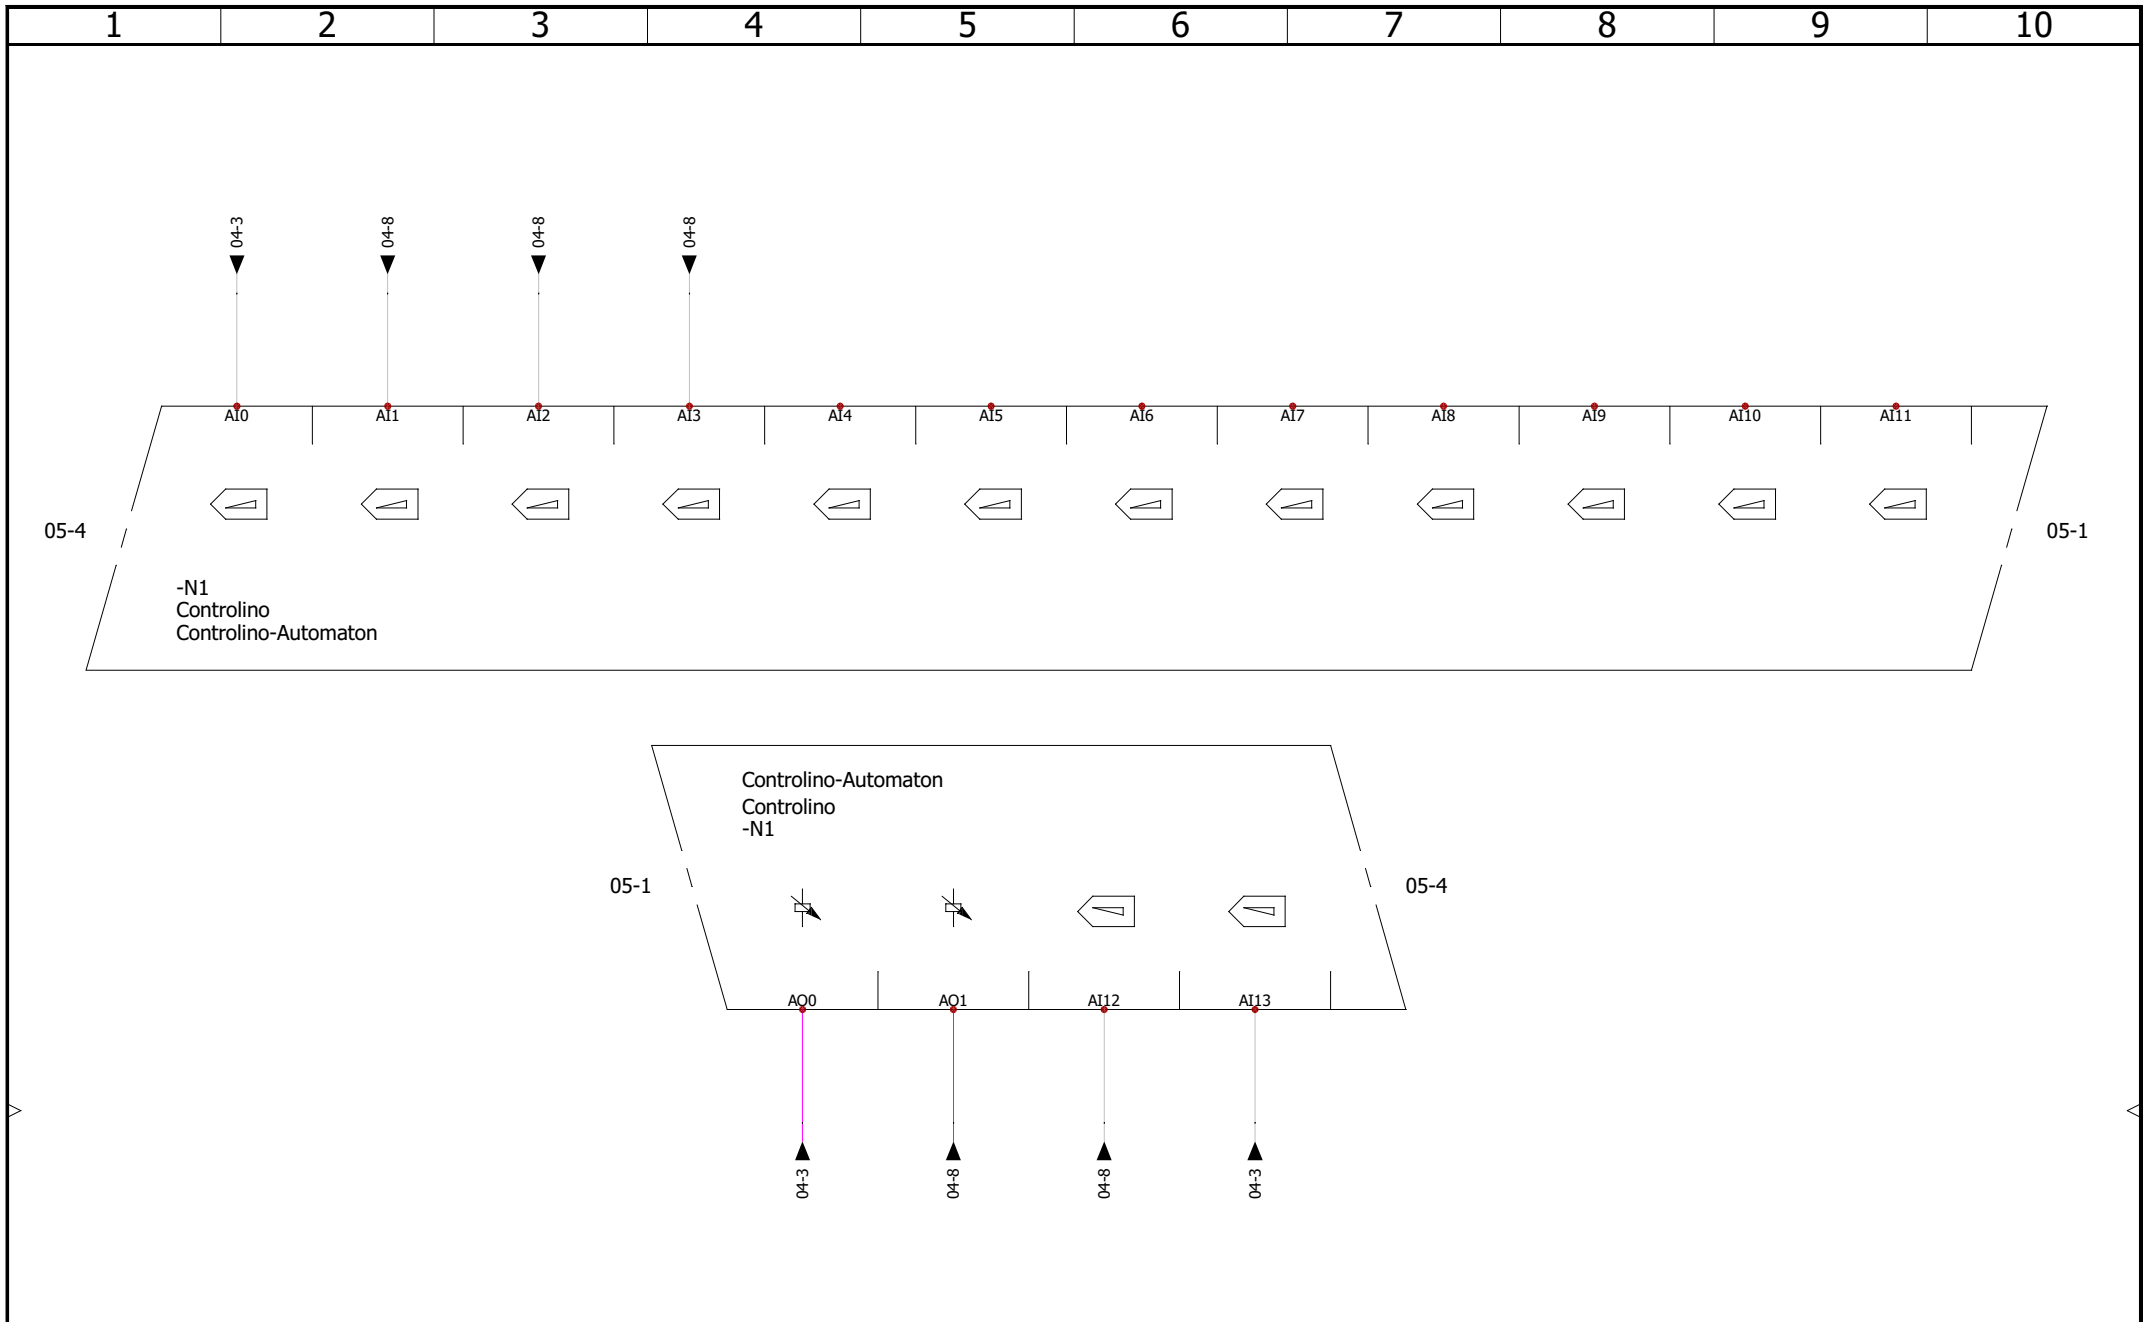 1 2 3 4 5 6 7 8 9 10
04-3 04-8 04-8 04-8
AI0 AI1 AI2 AI3 AI4 AI5 AI6 AI7 AI8 AI9 AI10 AI11
05-4 05-1
-N1
Controlino
Controlino-Automaton
Controlino-Automaton
Controlino
-N1
05-1 05-4
AO0 AO1 AI12 AI13
04-3 04-8 04-8 04-3